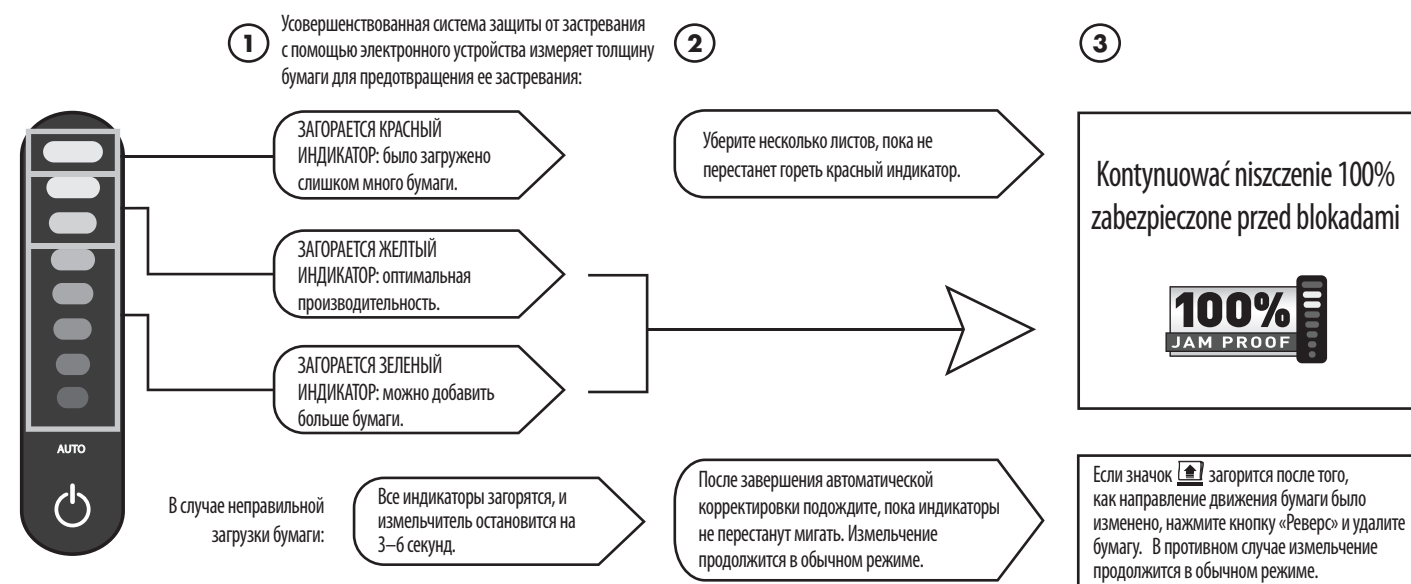 1
Усовершенствованная система защиты от застревания
с помощью электронного устройства измеряет толщину
бумаги для предотвращения ее застревания:
2
3
ЗАГОРАЕТСЯ КРАСНЫЙ
ИНДИКАТОР: было загружено
слишком много бумаги.
Уберите несколько листов, пока не
перестанет гореть красный индикатор.
Kontynuować niszczenie 100%
zabezpieczone przed blokadami
ЗАГОРАЕТСЯ ЖЕЛТЫЙ
ИНДИКАТОР: оптимальная
производительность.
100%
JAM PROOF
ЗАГОРАЕТСЯ ЗЕЛЕНЫЙ
ИНДИКАТОР: можно добавить
больше бумаги.
AUTO
В случае неправильной
загрузки бумаги:
Все индикаторы загорятся, и
измельчитель остановится на
3–6 секунд.
После завершения автоматической
корректировки подождите, пока индикаторы
не перестанут мигать. Измельчение
продолжится в обычном режиме.
Если значок загорится после того,
как направление движения бумаги было
изменено, нажмите кнопку «Реверс» и удалите
бумагу. В противном случае измельчение
продолжится в обычном режиме.